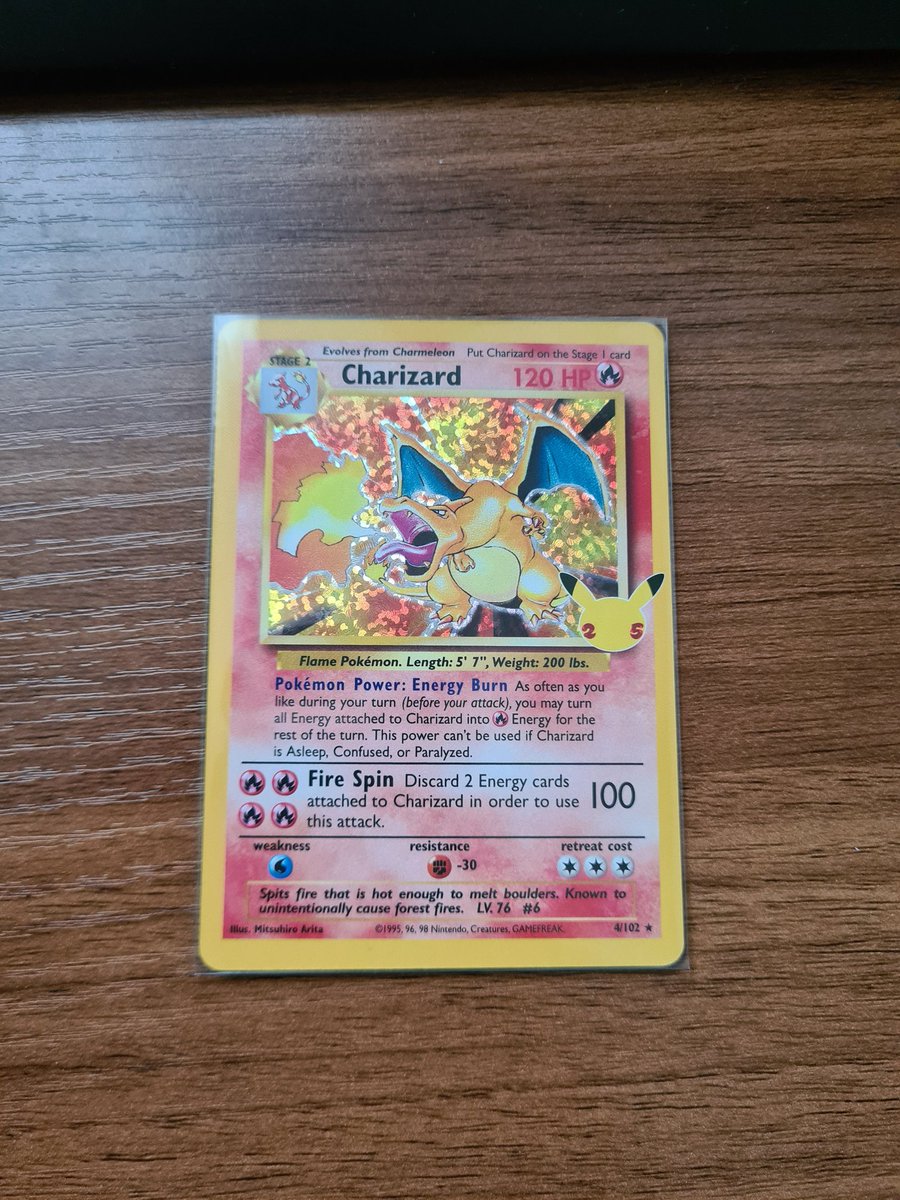 Evolves from Charmeleon Put Charizard on the Stage 1 card
STAGE 2
Charizard 120 HP
25
Flame Pokémon. Length: 5' 7", Weight: 200 lbs.
Pokémon Power: Energy Burn As often as you
like during your turn (before your attack), you may turn
all Energy attached to Charizard into Energy for the
rest of the turn. This power can't be used if Charizard
is Asleep, Confused, or Paralyzed.
Fire Spin Discard 2 Energy cards
attached to Charizard in order to use
this attack.
100
weakness resistance retreat cost
-30
Spits fire that is hot enough to melt boulders. Known to
unintentionally cause forest fires. LV. 76 #6
Illus. Mitsuhiro Arita ©1995, 96, 98 Nintendo, Creatures, GAMEFREAK. 4/102 ★